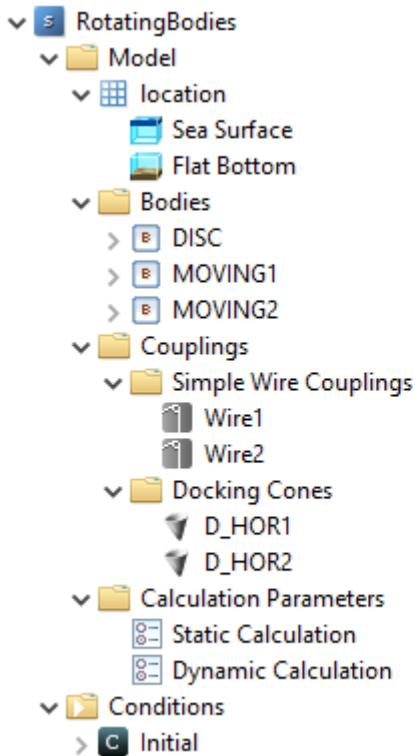 RotatingBodies
Model
location
Sea Surface
Flat Bottom
Bodies
DISC
MOVING1
MOVING2
Couplings
Simple Wire Couplings
Wire1
Wire2
Docking Cones
D_HOR1
D_HOR2
Calculation Parameters
Static Calculation
Dynamic Calculation
Conditions
Initial